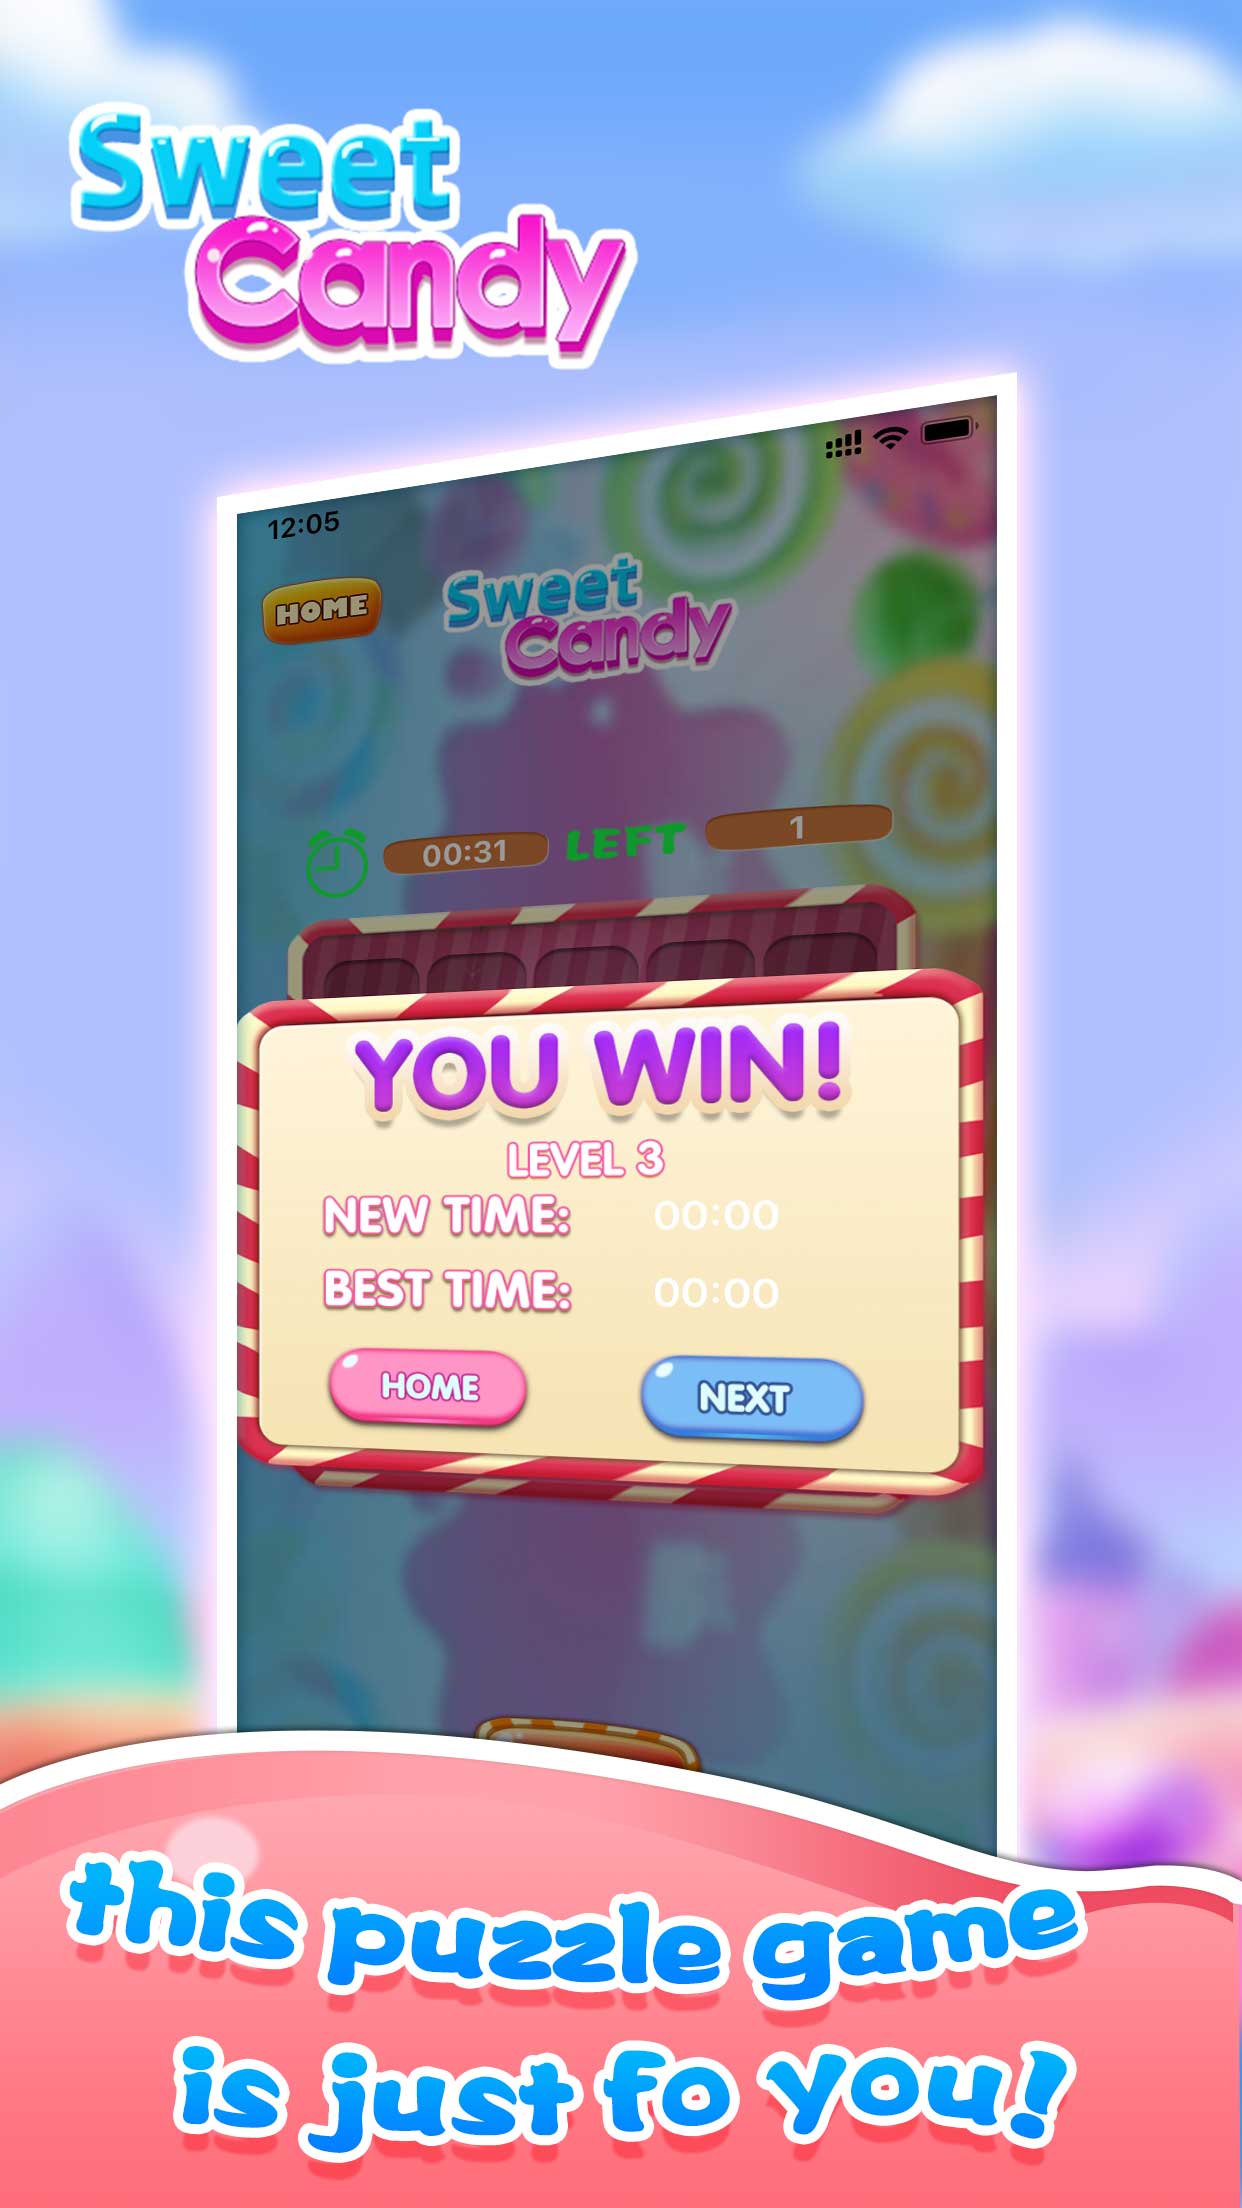 Sweet
Candy
12:05
HOME
Sweet
Candy
00:31 LEFT 1
YOU WIN!
LEVEL 3
NEW TIME: 00:00
BEST TIME: 00:00
HOME NEXT
this puzzle game
is just fo you!